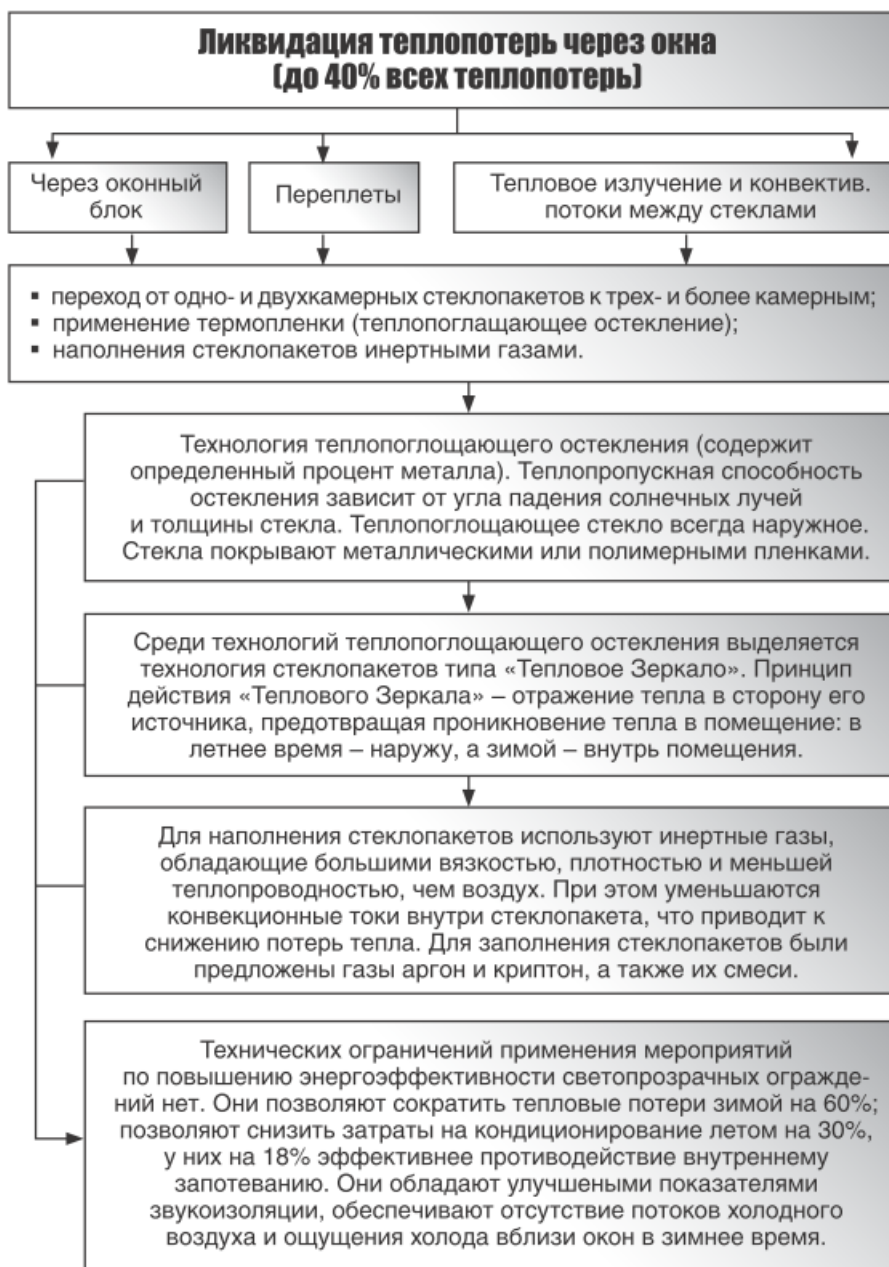 Ликвидация теплопотерь через окна
(до 40% всех теплопотерь)
Через оконный
блок
Переплеты
Тепловое излучение и конвектив.
потоки между стеклами
▪ переход от одно- и двухкамерных стеклопакетов к трех- и более камерным;
▪ применение термопленки (теплопоглащающее остекление);
▪ наполнения стеклопакетов инертными газами.
Технология теплопоглощающего остекления (содержит
определенный процент металла). Теплопропускная способность
остекления зависит от угла падения солнечных лучей
и толщины стекла. Теплопоглощающее стекло всегда наружное.
Стекла покрывают металлическими или полимерными пленками.
Среди технологий теплопоглощающего остекления выделяется
технология стеклопакетов типа «Тепловое Зеркало». Принцип
действия «Теплового Зеркала» – отражение тепла в сторону его
источника, предотвращая проникновение тепла в помещение: в
летнее время – наружу, а зимой – внутрь помещения.
Для наполнения стеклопакетов используют инертные газы,
обладающие большими вязкостью, плотностью и меньшей
теплопроводностью, чем воздух. При этом уменьшаются
конвекционные токи внутри стеклопакета, что приводит к
снижению потерь тепла. Для заполнения стеклопакетов были
предложены газы аргон и криптон, а также их смеси.
Технических ограничений применения мероприятий
по повышению энергоэффективности светопрозрачных огражде-
ний нет. Они позволяют сократить тепловые потери зимой на 60%;
позволяют снизить затраты на кондиционирование летом на 30%,
у них на 18% эффективнее противодействие внутреннему
запотеванию. Они обладают улучшеными показателями
звукоизоляции, обеспечивают отсутствие потоков холодного
воздуха и ощущения холода вблизи окон в зимнее время.